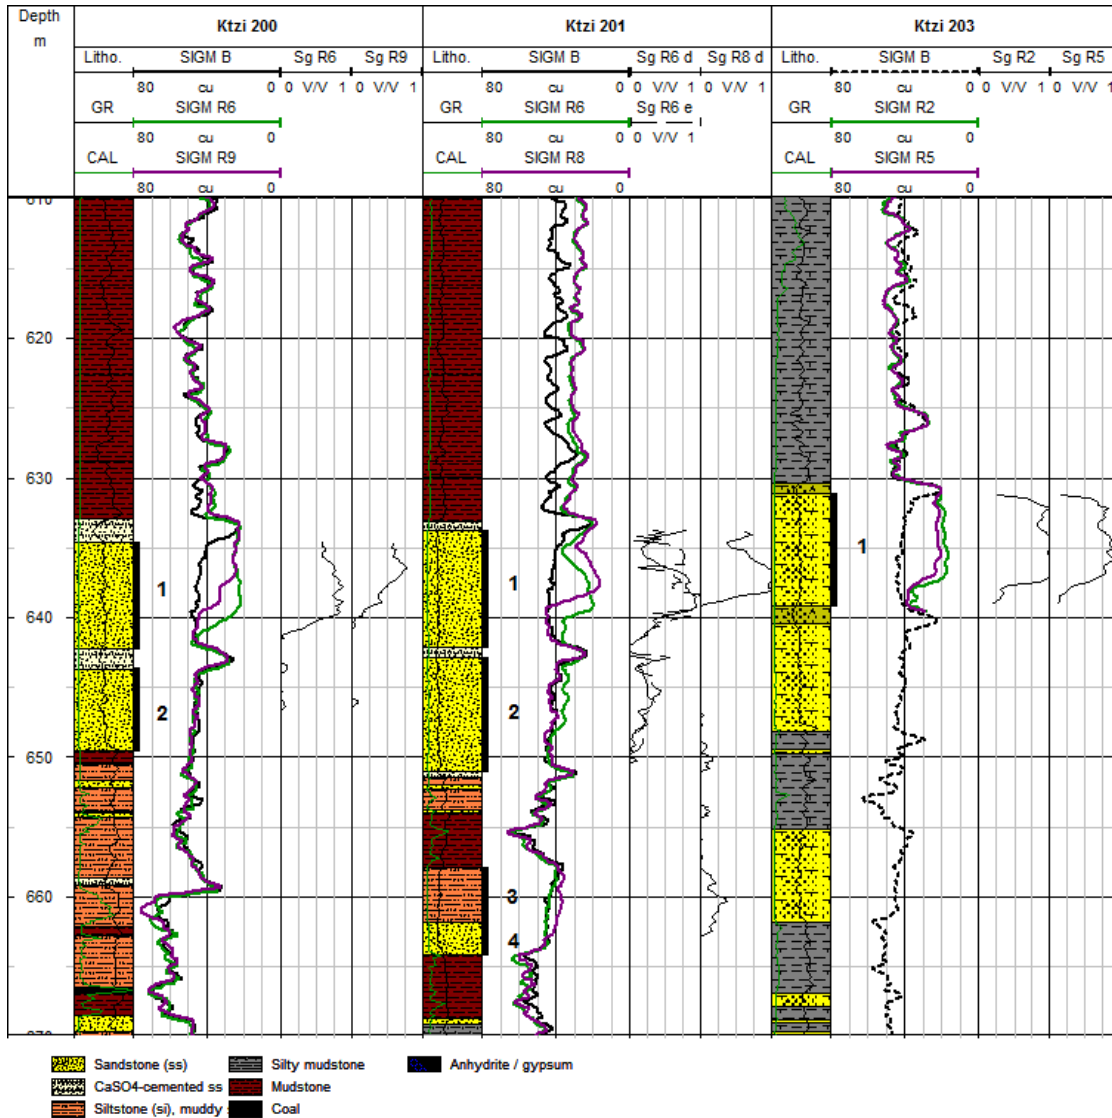 Depth
m
Ktzi 200 Ktzi 201 Ktzi 203
Litho. SIGM B Sg R6 Sg R9 Litho. SIGM B Sg R6 d Sg R8 d Litho. SIGM B Sg R2 Sg R5
80 cu 0 0 V/V 1 0 V/V 1 80 cu 0 0 V/V 1 0 V/V 1 80 cu 0 0 V/V 1 0 V/V 1
GR SIGM R6 GR SIGM R6 Sg R6 e GR SIGM R2
80 cu 0 80 cu 0 0 V/V 1 80 cu 0
CAL SIGM R9 CAL SIGM R8 CAL SIGM R5
80 cu 0 80 cu 0 80 cu 0
610
620
630
1 1 1
640
2 2
650
660 3
4
670
Sandstone (ss) Silty mudstone Anhydrite / gypsum
CaSO4-cemented ss Mudstone
Siltstone (si), muddy Coal